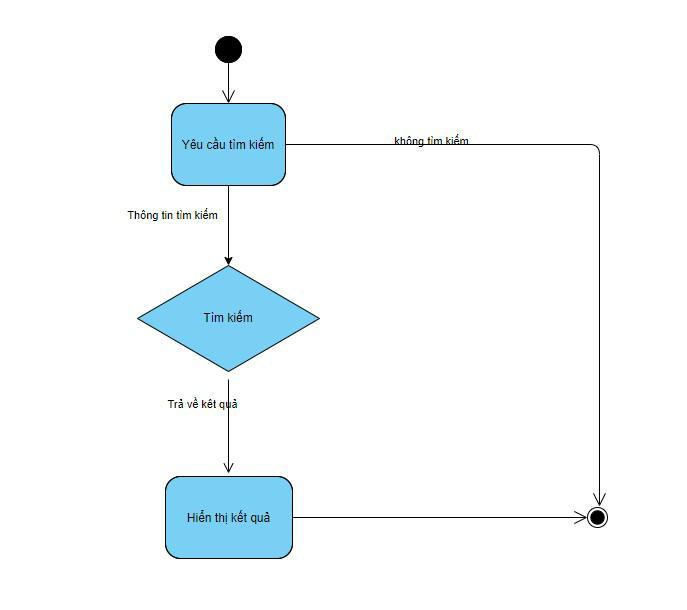 Yêu cầu tìm kiếm
không tìm kiếm
Thông tin tìm kiếm
Tìm kiếm
Trả về kêt quả
Hiển thị kết quả